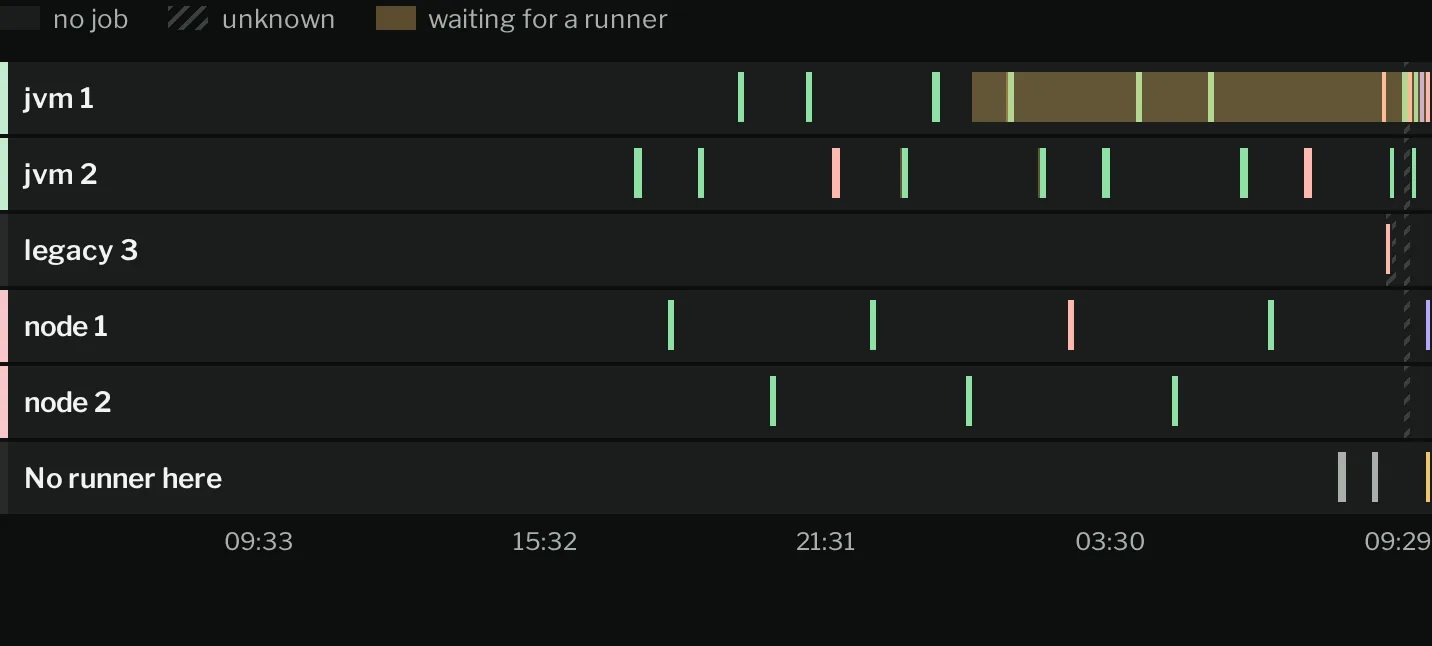 no job unknown waiting for a runner
jvm 1
jvm 2
legacy 3
node 1
node 2
No runner here
09:33 15:32 21:31 03:30 09:29